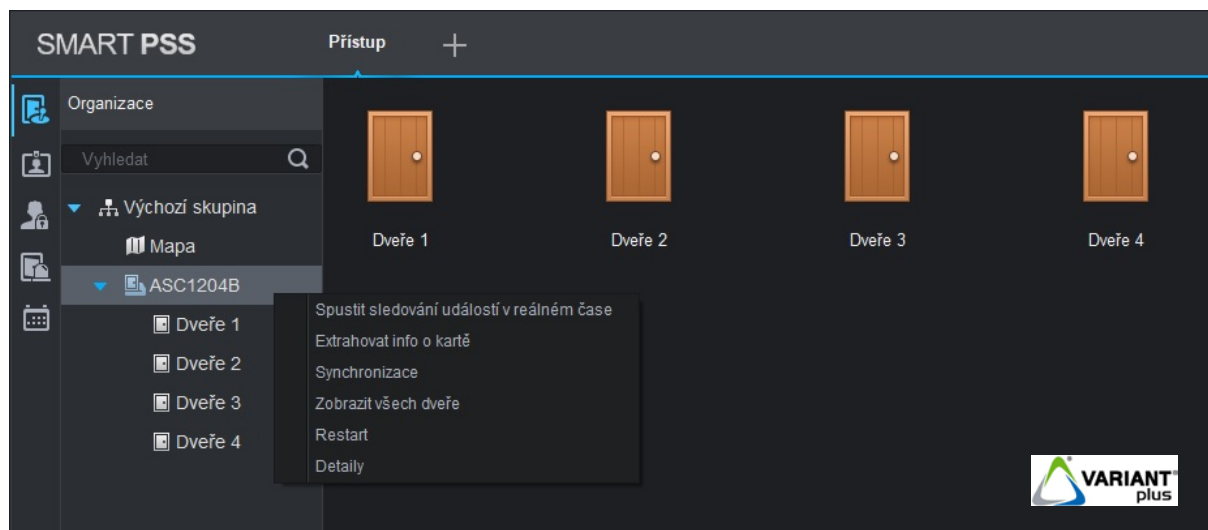 SMART PSS
Přístup
Organizace
Vyhledat
Výchozí skupina
Mapa
ASC1204B
Dveře 1
Dveře 2
Dveře 3
Dveře 4
Spustit sledování událostí v reálném čase
Extrahovat info o kartě
Synchronizace
Zobrazit všech dveře
Restart
Detaily
Dveře 1
Dveře 2
Dveře 3
Dveře 4
VARIANT
plus